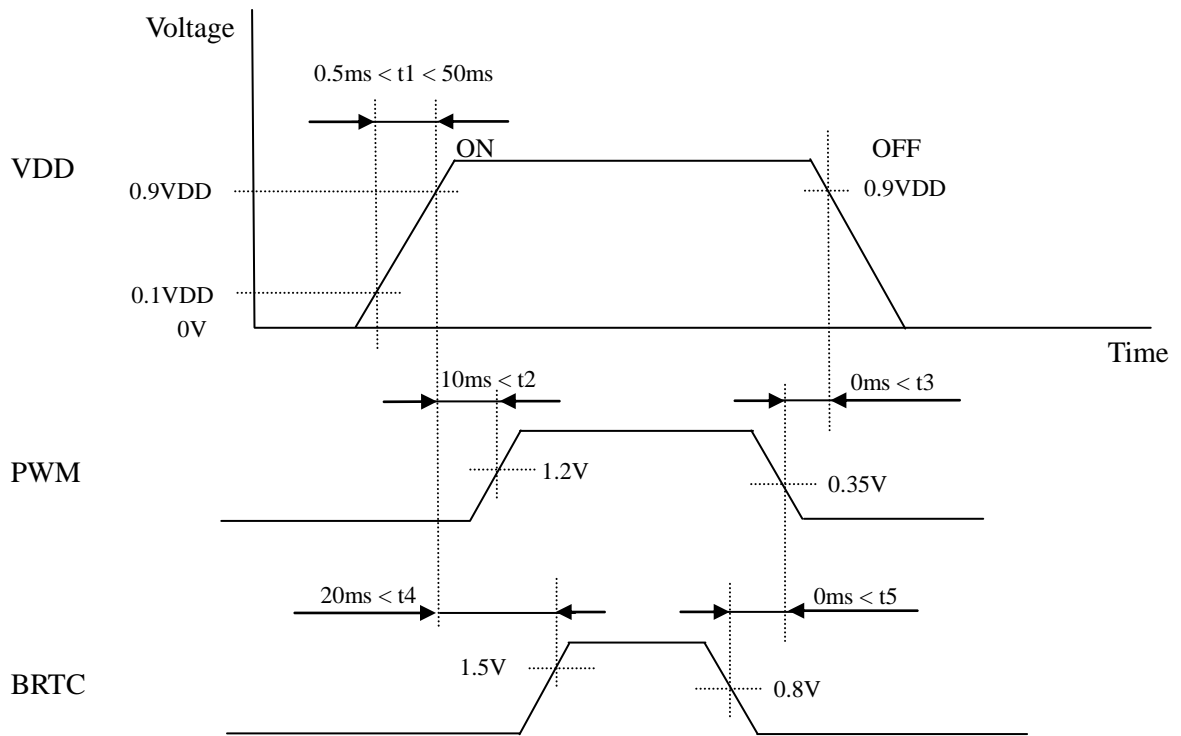 Voltage
0.5ms < t1 < 50ms
ON
OFF
VDD
0.9VDD
0.9VDD
0.1VDD
0V
Time
10ms < t2
0ms < t3
PWM
1.2V
0.35V
20ms < t4
0ms < t5
1.5V
BRTC
0.8V